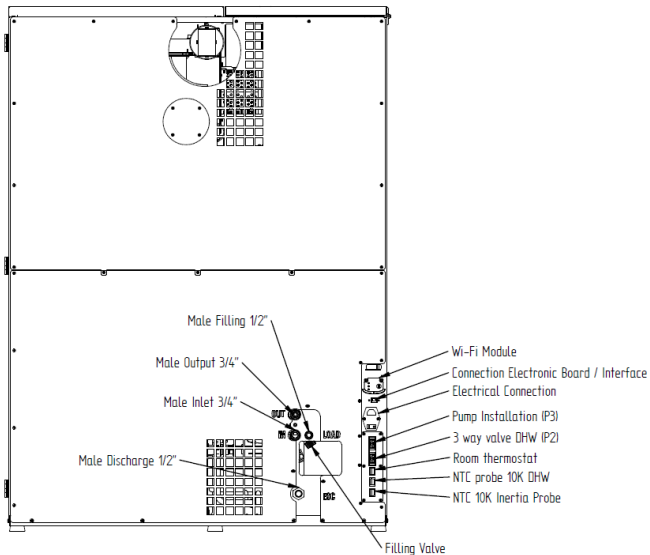 Male Filling 1/2"
Male Output 3/4"
Male Inlet 3/4"
Male Discharge 1/2"
OUT
IN
LOAD
Wi-Fi Module
Connection Electronic Board / Interface
Electrical Connection
Pump Installation (P3)
3 way valve DHW (P2)
Room thermostat
NTC probe 10K DHW
NTC 10K Inertia Probe
Filling Valve